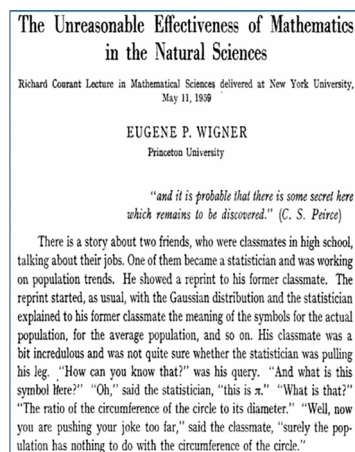 The Unreasonable Effectiveness of Mathematics
in the Natural Sciences
Richard Courant Lecture in Mathematical Sciences delivered at New York University,
May 11, 1959
EUGENE P. WIGNER
Princeton University
"and it is probable that there is some secret here
which remains to be discovered." (C. S. Peirce)
There is a story about two friends, who were classmates in high school,
talking about their jobs. One of them became a statistician and was working
on population trends. He showed a reprint to his former classmate. The
reprint started, as usual, with the Gaussian distribution and the statistician
explained to his former classmate the meaning of the symbols for the actual
population, for the average population, and so on. His classmate was a
bit incredulous and was not quite sure whether the statistician was pulling
his leg. "How can you know that?" was his query. "And what is this
symbol here?" "Oh," said the statistician, "this is π." "What is that?"
"The ratio of the circumference of the circle to its diameter." "Well, now
you are pushing your joke too far," said the classmate, "surely the pop-
ulation has nothing to do with the circumference of the circle."